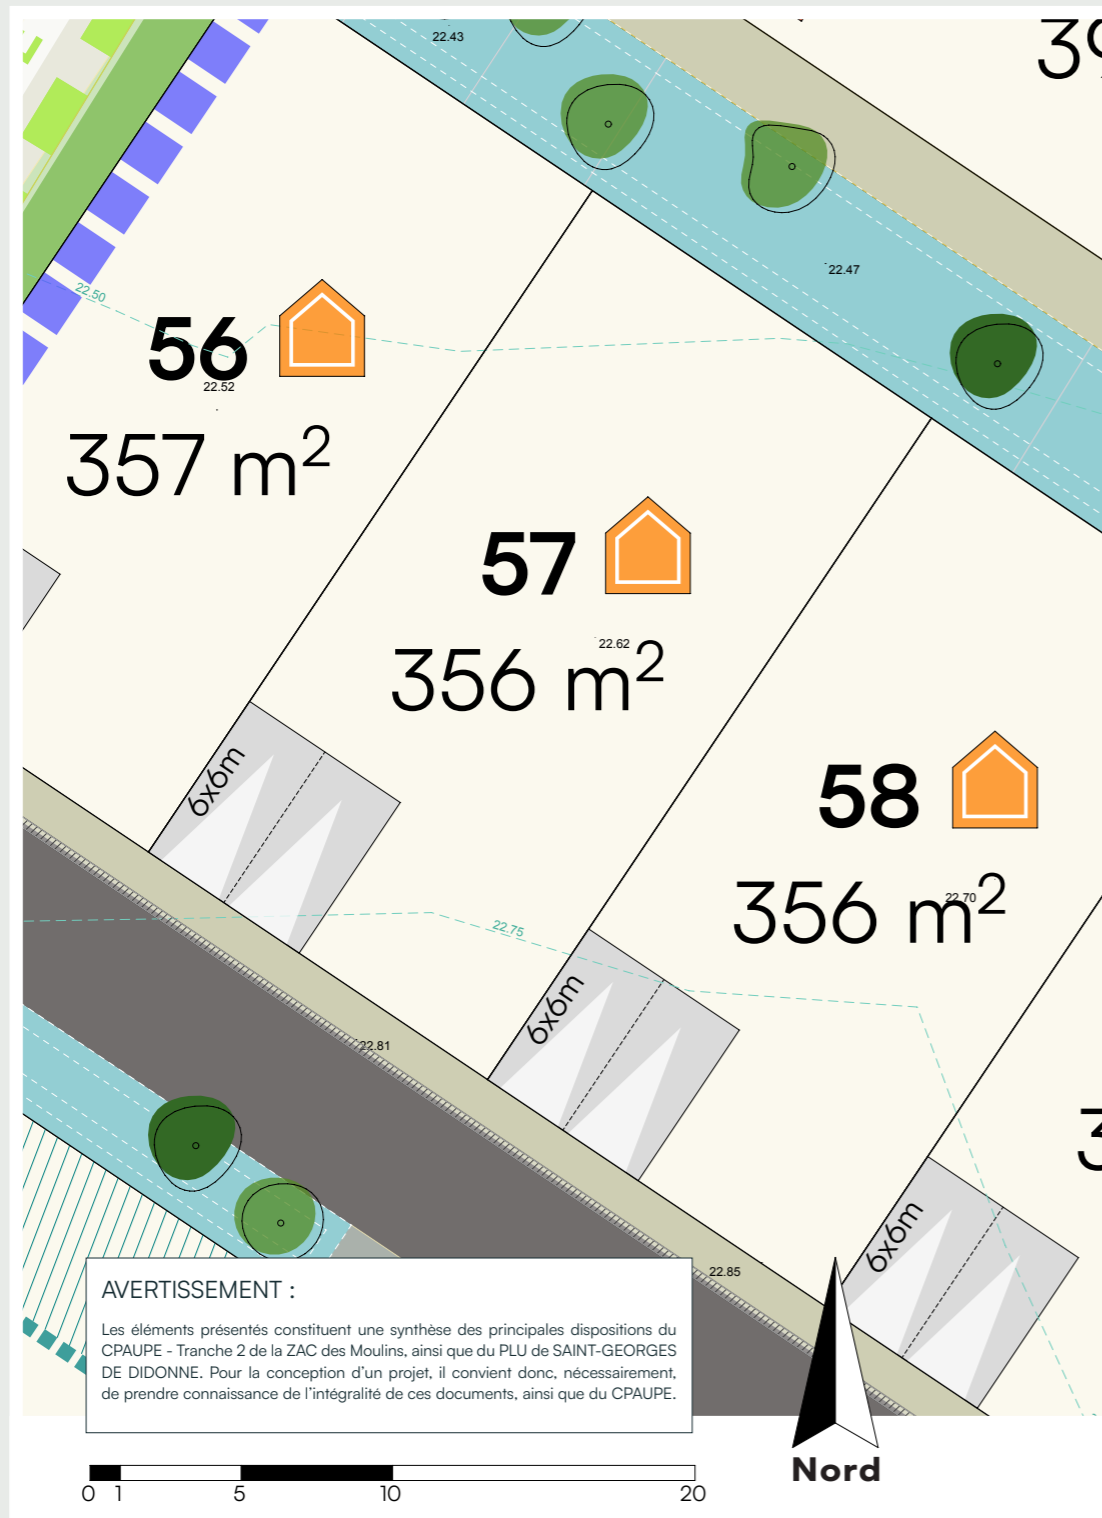 22.43
22.47
22.50
56
22.52
357 m²
57
22.62
356 m²
58
22.70
356 m²
6x6m
22.75
6x6m
22.81
6x6m
22.85
AVERTISSEMENT :
Les éléments présentés constituent une synthèse des principales dispositions du
CPAUPE - Tranche 2 de la ZAC des Moulins, ainsi que du PLU de SAINT-GEORGES
DE DIDONNE. Pour la conception d'un projet, il convient donc, nécessairement,
de prendre connaissance de l'intégralité de ces documents, ainsi que du CPAUPE.
Nord
0 1 5 10 20